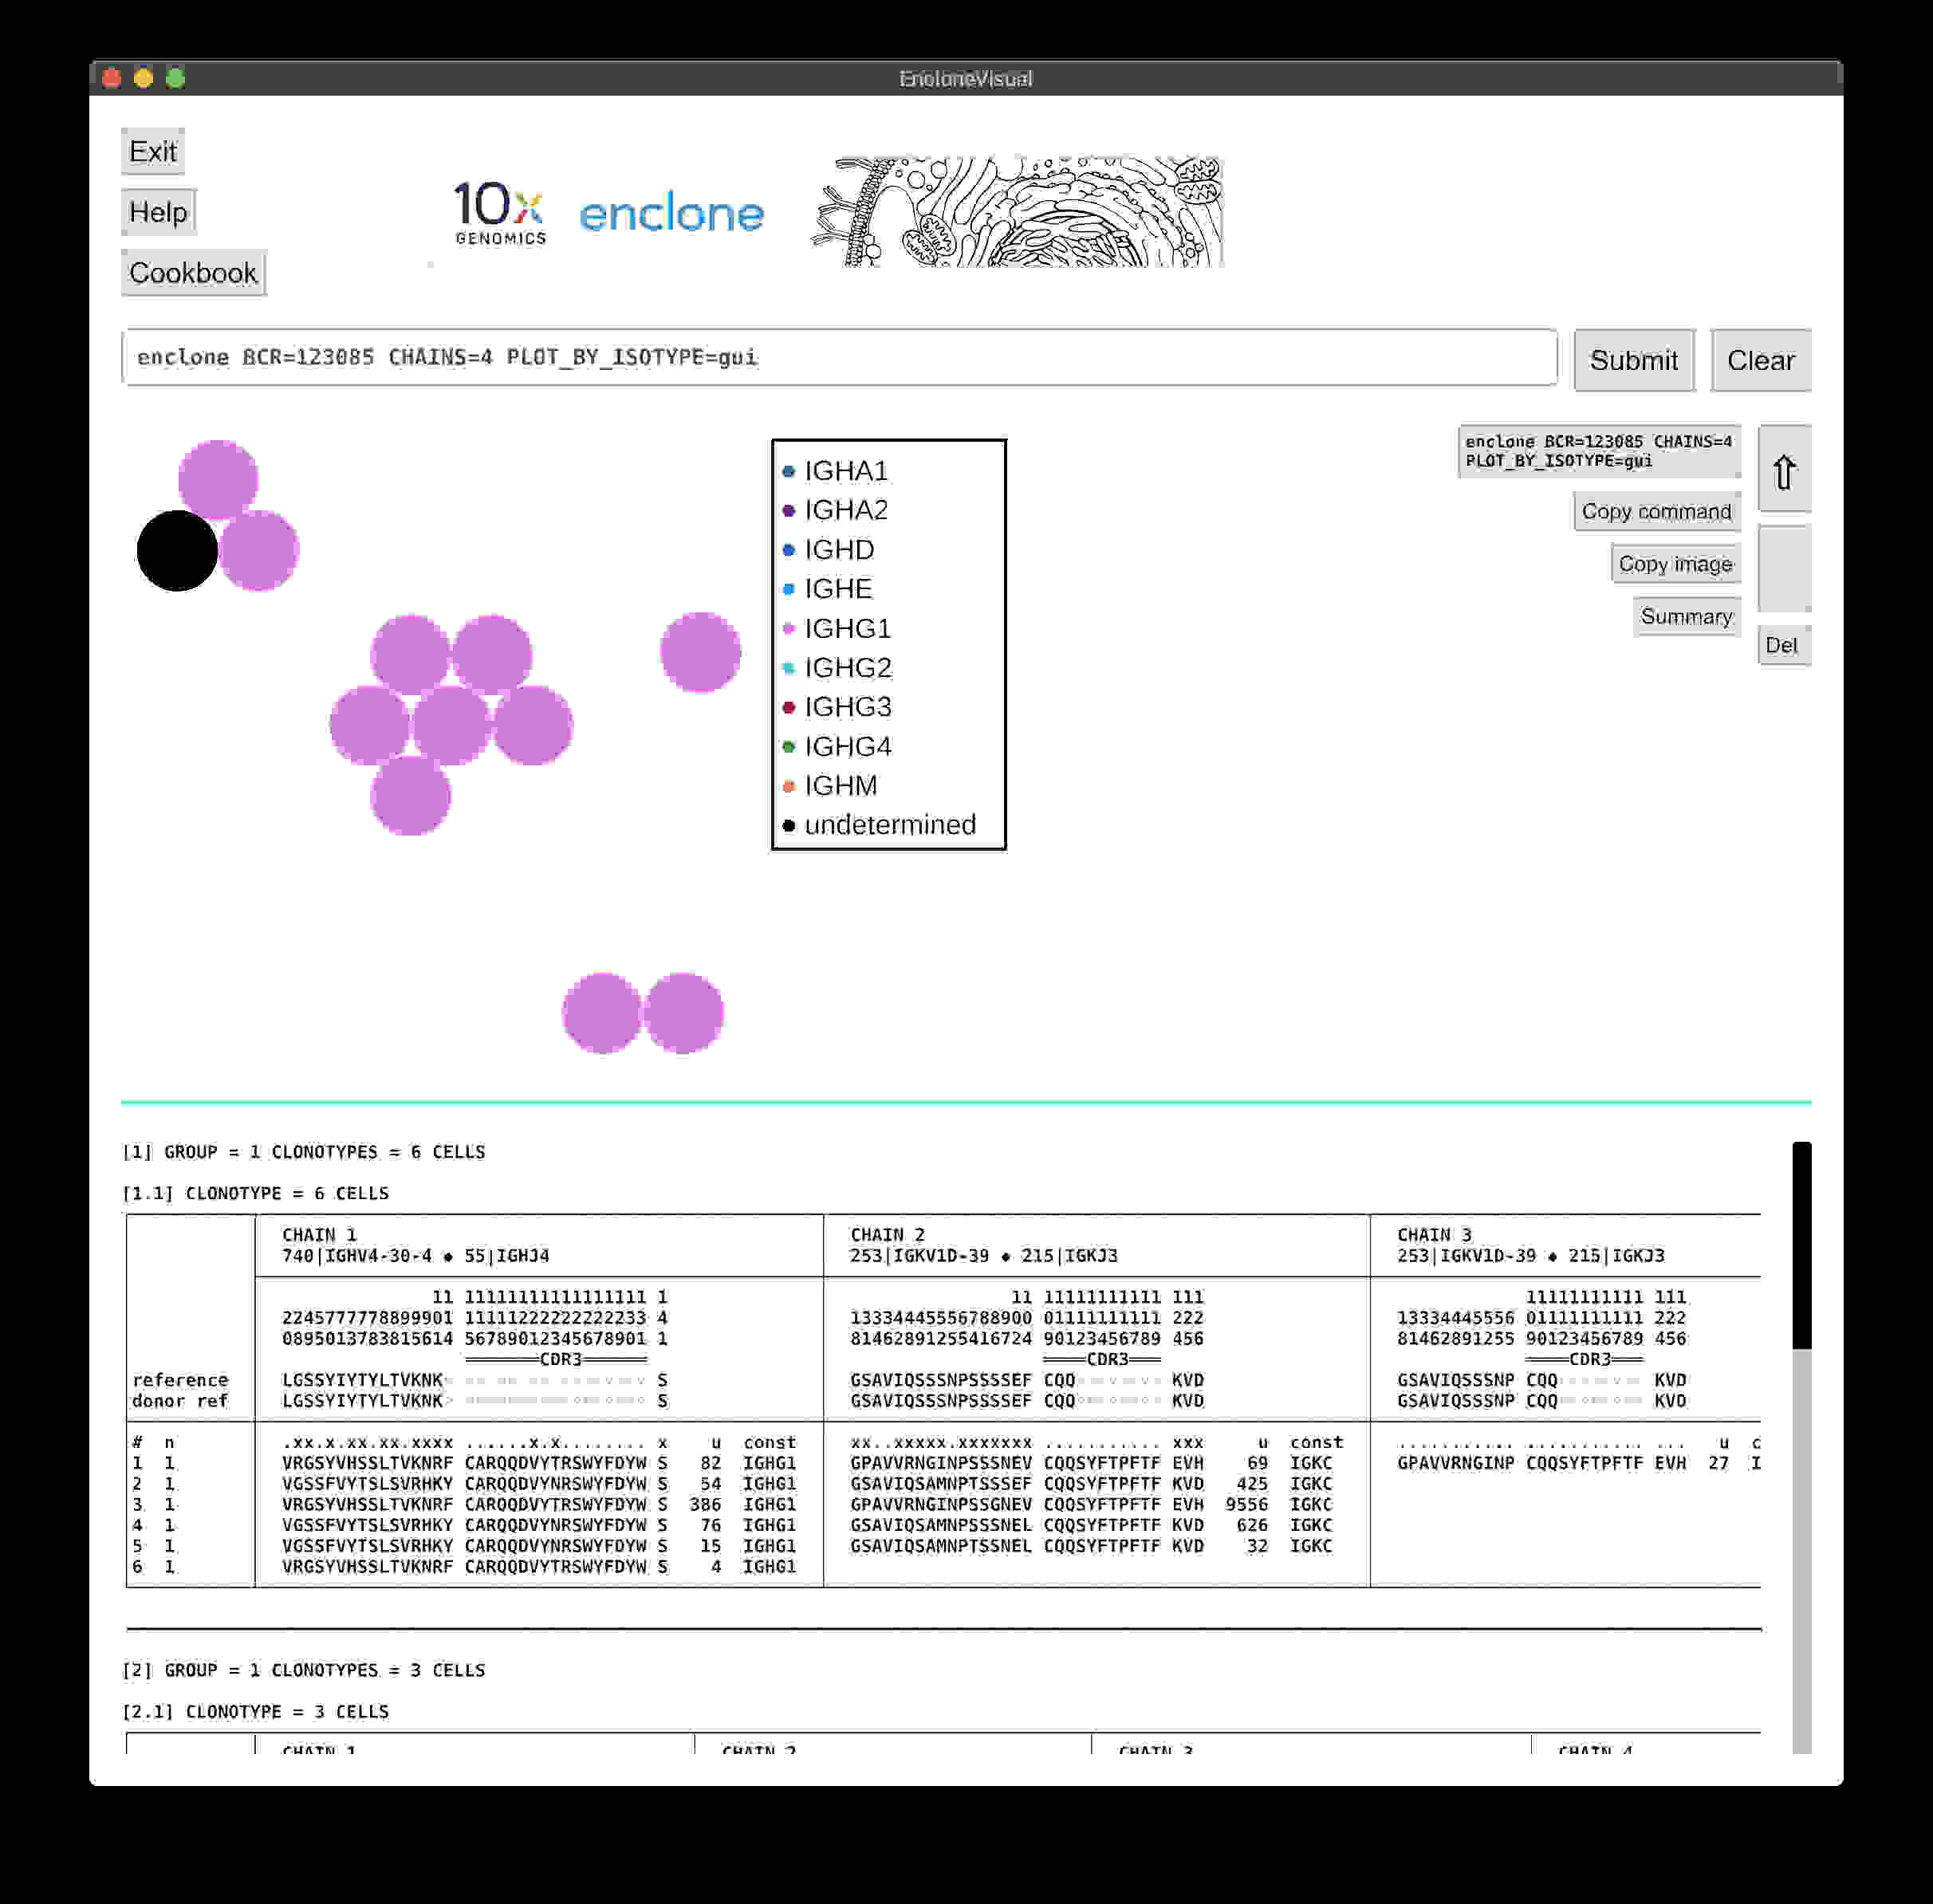 EncloneVisual
Exit
Help
Cookbook
10x
GENOMICS
enclone
enclone BCR=123085 CHAINS=4 PLOT_BY_ISOTYPE=gui
Submit
Clear
IGHA1
IGHA2
IGHD
IGHE
IGHG1
IGHG2
IGHG3
IGHG4
IGHM
undetermined
enclone BCR=123085 CHAINS=4
PLOT_BY_ISOTYPE=gui
⇧
Copy command
Copy image
Summary
Del
[1] GROUP = 1 CLONOTYPES = 6 CELLS
[1.1] CLONOTYPE = 6 CELLS
CHAIN 1 CHAIN 2 CHAIN 3
740|IGHV4-30-4 ◆ 55|IGHJ4 253|IGKV1D-39 ◆ 215|IGKJ3 253|IGKV1D-39 ◆ 215|IGKJ3
11 11111111111111111 1 11 11111111111 111 11111111111 111
2245777778899901 11111222222222233 4 13334445556788900 01111111111 222 13334445556 01111111111 222
0895013783815614 56789012345678901 1 81462891255416724 90123456789 456 81462891255 90123456789 456
═══════CDR3══════ ════CDR3═══ ════CDR3═══
reference LGSSYIYTYLTVKNK S GSAVIQSSSNPSSSSEF CQQ KVD GSAVIQSSSNP CQQ KVD
donor ref LGSSYIYTYLTVKNK S GSAVIQSSSNPSSSSEF CQQ KVD GSAVIQSSSNP CQQ KVD
# n .xx.x.xx.xx.xxxx ......x.x........ x u const xx..xxxxx.xxxxxxx ........... xxx u const ........... ........... ... u c
1 1 VRGSYVHSSLTVKNRF CARQQDVYTRSWYFDYW S 82 IGHG1 GPAVVRNGINPSSSNEV CQQSYFTPFTF EVH 69 IGKC GPAVVRNGINP CQQSYFTPFTF EVH 27 I
2 1 VGSSFVYTSLSVRHKY CARQQDVYNRSWYFDYW S 54 IGHG1 GSAVIQSAMNPTSSSEF CQQSYFTPFTF KVD 425 IGKC
3 1 VRGSYVHSSLTVKNRF CARQQDVYTRSWYFDYW S 386 IGHG1 GPAVVRNGINPSSGNEV CQQSYFTPFTF EVH 9556 IGKC
4 1 VGSSFVYTSLSVRHKY CARQQDVYNRSWYFDYW S 76 IGHG1 GSAVIQSAMNPSSSNEL CQQSYFTPFTF KVD 626 IGKC
5 1 VGSSFVYTSLSVRHKY CARQQDVYNRSWYFDYW S 15 IGHG1 GSAVIQSAMNPTSSNEL CQQSYFTPFTF KVD 32 IGKC
6 1 VRGSYVHSSLTVKNRF CARQQDVYTRSWYFDYW S 4 IGHG1
[2] GROUP = 1 CLONOTYPES = 3 CELLS
[2.1] CLONOTYPE = 3 CELLS
CHAIN 1 CHAIN 2 CHAIN 3 CHAIN 4